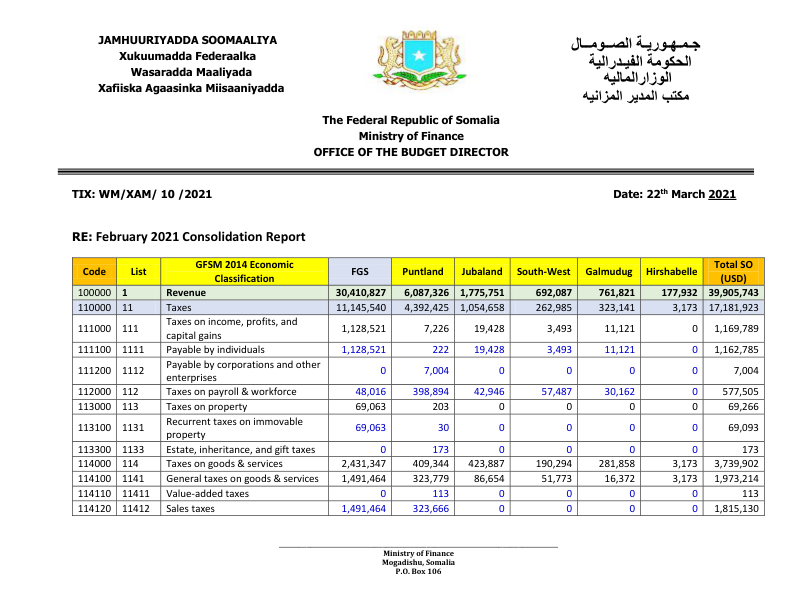 JAMHUURIYADDA SOOMAALIYA
Xukuumadda Federaalka
Wasaradda Maaliyada
Xafiiska Agaasinka Miisaaniyadda
جـمـهـوريـة الصـومـــال
الحكومة الفيدرالية
الوزارالماليه
مكتب المدير المزانيه
The Federal Republic of Somalia
Ministry of Finance
OFFICE OF THE BUDGET DIRECTOR
TIX: WM/XAM/ 10 /2021 Date: 22th March 2021
RE: February 2021 Consolidation Report
Code List GFSM 2014 Economic Classification FGS Puntland Jubaland South-West Galmudug Hirshabelle Total SO (USD)
100000 1 Revenue 30,410,827 6,087,326 1,775,751 692,087 761,821 177,932 39,905,743
110000 11 Taxes 11,145,540 4,392,425 1,054,658 262,985 323,141 3,173 17,181,923
111000 111 Taxes on income, profits, and capital gains 1,128,521 7,226 19,428 3,493 11,121 0 1,169,789
111100 1111 Payable by individuals 1,128,521 222 19,428 3,493 11,121 0 1,162,785
111200 1112 Payable by corporations and other enterprises 0 7,004 0 0 0 0 7,004
112000 112 Taxes on payroll & workforce 48,016 398,894 42,946 57,487 30,162 0 577,505
113000 113 Taxes on property 69,063 203 0 0 0 0 69,266
113100 1131 Recurrent taxes on immovable property 69,063 30 0 0 0 0 69,093
113300 1133 Estate, inheritance, and gift taxes 0 173 0 0 0 0 173
114000 114 Taxes on goods & services 2,431,347 409,344 423,887 190,294 281,858 3,173 3,739,902
114100 1141 General taxes on goods & services 1,491,464 323,779 86,654 51,773 16,372 3,173 1,973,214
114110 11411 Value-added taxes 0 113 0 0 0 0 113
114120 11412 Sales taxes 1,491,464 323,666 0 0 0 0 1,815,130
Ministry of Finance
Mogadishu, Somalia
P.O. Box 106